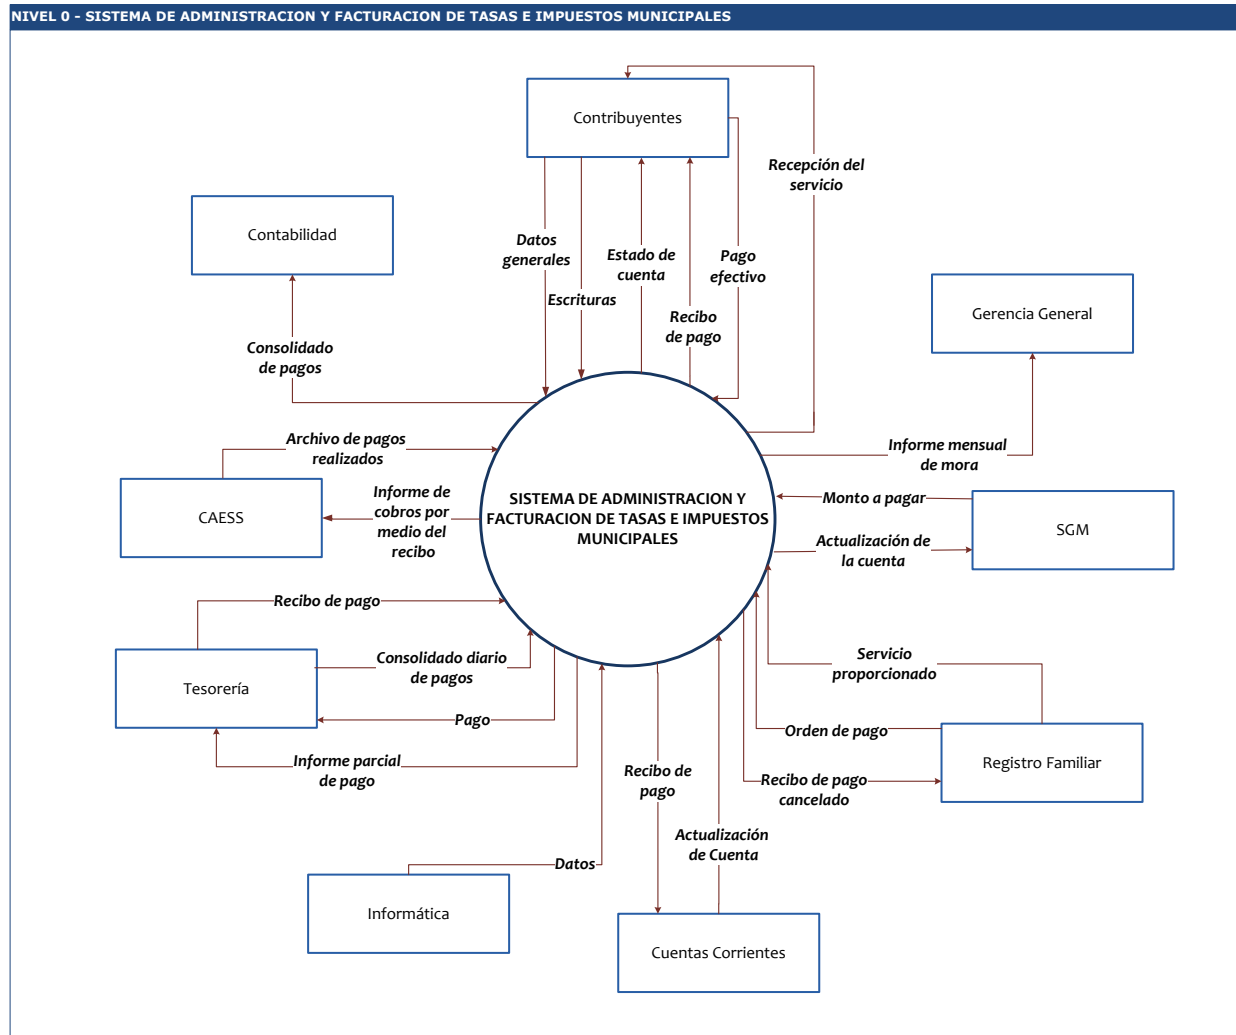 NIVEL 0 - SISTEMA DE ADMINISTRACION Y FACTURACION DE TASAS E IMPUESTOS MUNICIPALES
Contribuyentes
Recepción del
servicio
Contabilidad
Datos
generales
Escrituras
Estado de
cuenta
Recibo
de pago
Pago
efectivo
Gerencia General
Consolidado
de pagos
Archivo de pagos
realizados
Informe mensual
de mora
CAESS
Informe de
cobros por
medio del
recibo
SISTEMA DE ADMINISTRACION Y
FACTURACION DE TASAS E IMPUESTOS
MUNICIPALES
Monto a pagar
SGM
Actualización de
la cuenta
Recibo de pago
Tesorería
Consolidado diario
de pagos
Pago
Informe parcial
de pago
Servicio
proporcionado
Orden de pago
Registro Familiar
Recibo de pago
cancelado
Recibo de
pago
Actualización
de Cuenta
Datos
Informática
Cuentas Corrientes